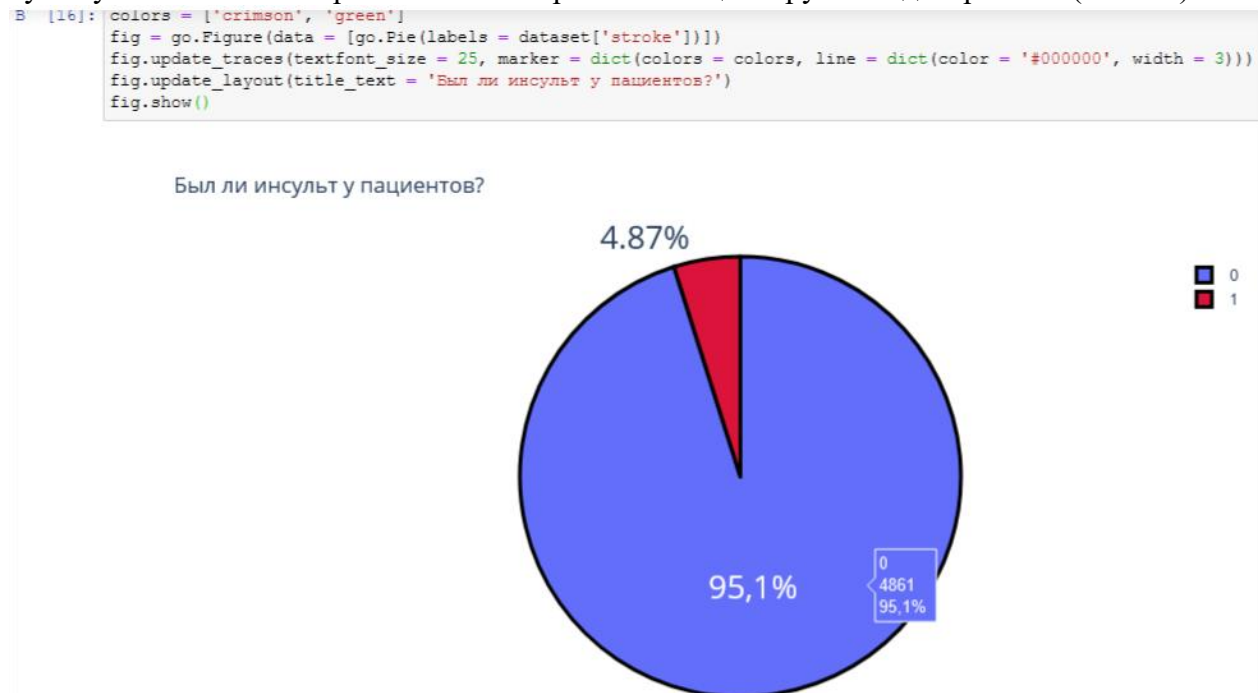 B [16]: colors = ['crimson', 'green']
fig = go.Figure(data = [go.Pie(labels = dataset['stroke'])])
fig.update_traces(textfont_size = 25, marker = dict(colors = colors, line = dict(color = '#000000', width = 3)))
fig.update_layout(title_text = 'Был ли инсульт у пациентов?')
fig.show()
Был ли инсульт у пациентов?
4.87%
0
1
95,1%
0
4861
95,1%